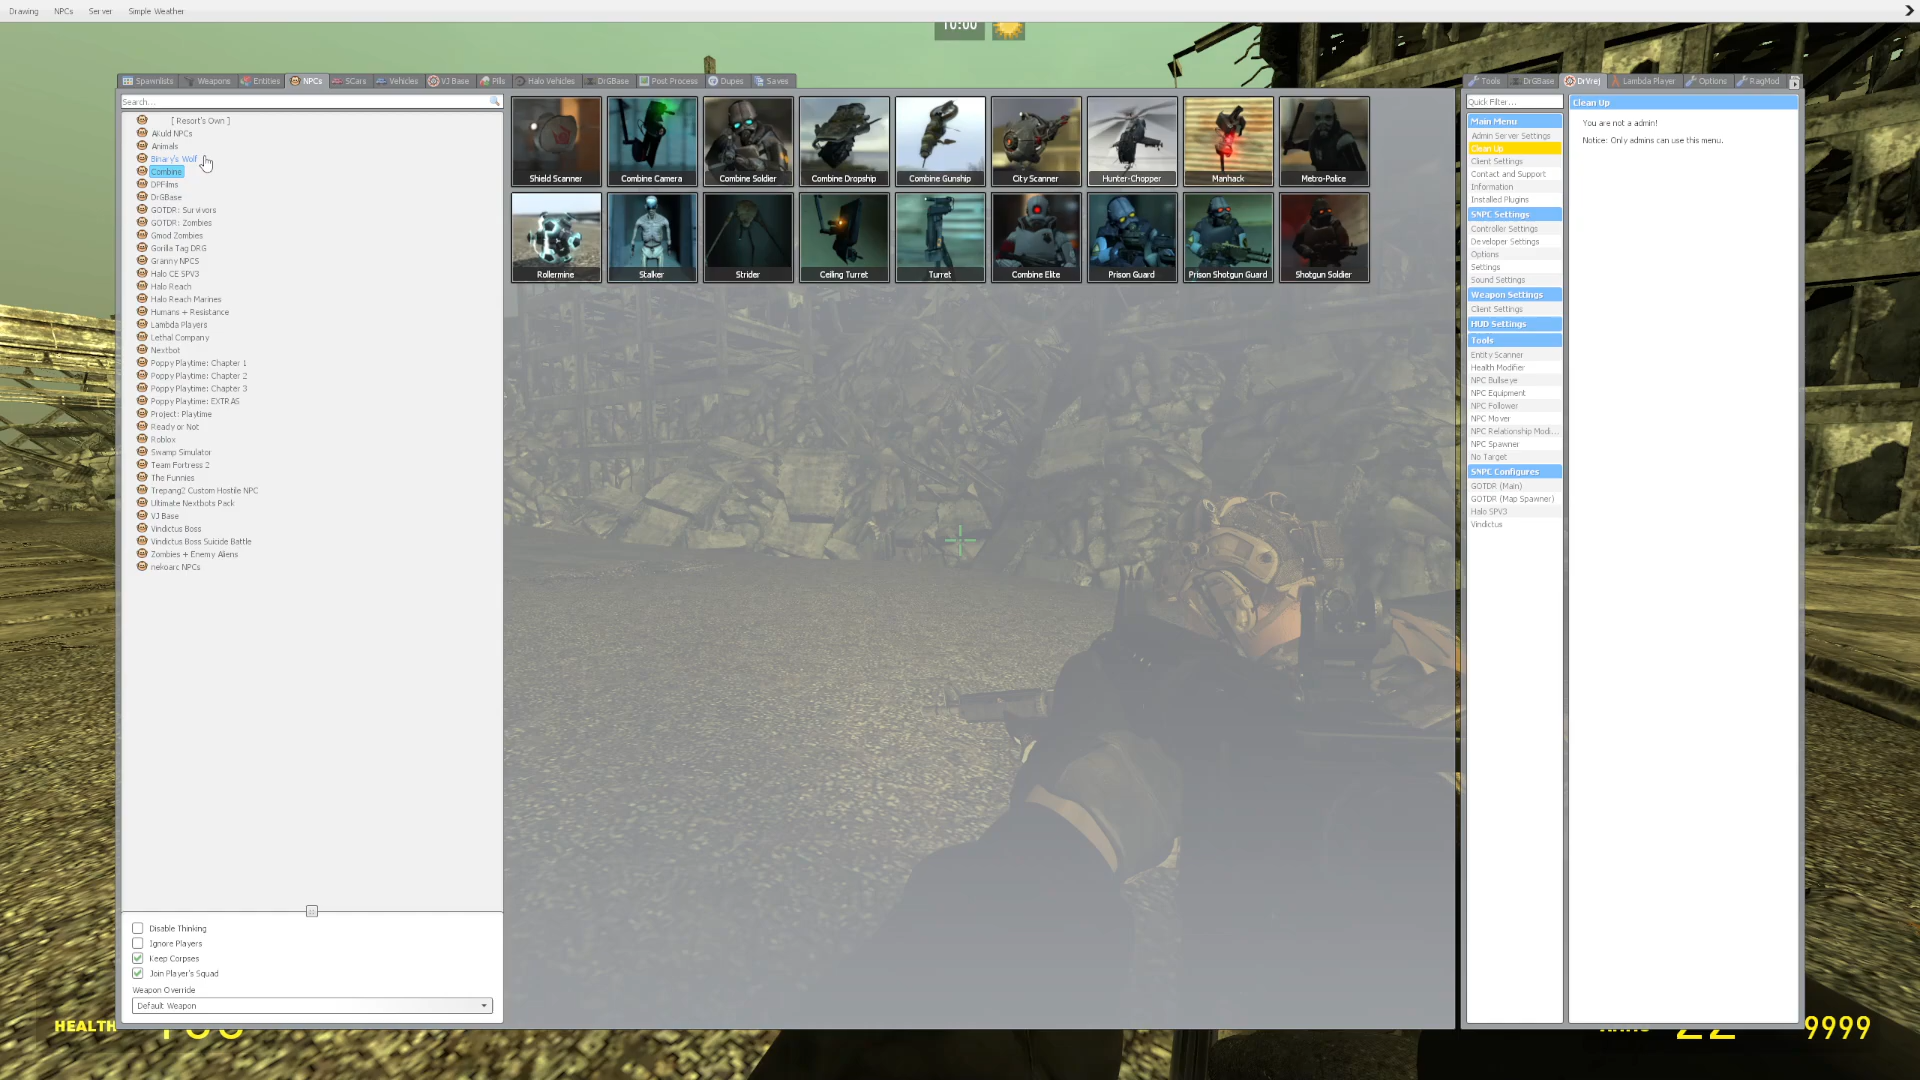 Drawing NPCs Server Simple Weather
10:00
Spawnlists Weapons Entities NPCs SCars Vehicles VJ Base Pills Halo Vehicles DrGBase Post Process Dupes Saves
Search...
[ Resort's Own ]
Akuld NPCs
Animals
Binary's Wolf
Combine
DPFilms
DrGBase
GOTDR: Survivors
GOTDR: Zombies
Gmod Zombies
Gorilla Tag DRG
Granny NPCS
Halo CE SPV3
Halo Reach
Halo Reach Marines
Humans + Resistance
Lambda Players
Lethal Company
Nextbot
Poppy Playtime: Chapter 1
Poppy Playtime: Chapter 2
Poppy Playtime: Chapter 3
Poppy Playtime: EXTRAS
Project: Playtime
Ready or Not
Roblox
Swamp Simulator
Team Fortress 2
The Funnies
Trepang2 Custom Hostile NPC
Ultimate Nextbots Pack
VJ Base
Vindictus Boss
Vindictus Boss Suicide Battle
Zombies + Enemy Aliens
nekoarc NPCs
Disable Thinking
Ignore Players
Keep Corpses
Join Player's Squad
Weapon Override
Default Weapon
Shield Scanner Combine Camera Combine Soldier Combine Dropship Combine Gunship City Scanner Hunter-Chopper Manhack Metro-Police
Rollermine Stalker Strider Ceiling Turret Turret Combine Elite Prison Guard Prison Shotgun Guard Shotgun Soldier
Tools DrGBase DrVrej Lambda Player Options RagMod
Quick Filter...
Main Menu
Admin Server Settings
Clean Up
Client Settings
Contact and Support
Information
Installed Plugins
SNPC Settings
Controller Settings
Developer Settings
Options
Settings
Sound Settings
Weapon Settings
Client Settings
HUD Settings
Tools
Entity Scanner
Health Modifier
NPC Bullseye
NPC Equipment
NPC Follower
NPC Mover
NPC Relationship Modi...
NPC Spawner
No Target
SNPC Configures
GOTDR (Main)
GOTDR (Map Spawner)
Halo SPV3
Vindictus
Clean Up
You are not a admin!
Notice: Only admins can use this menu.
HEALTH
9999